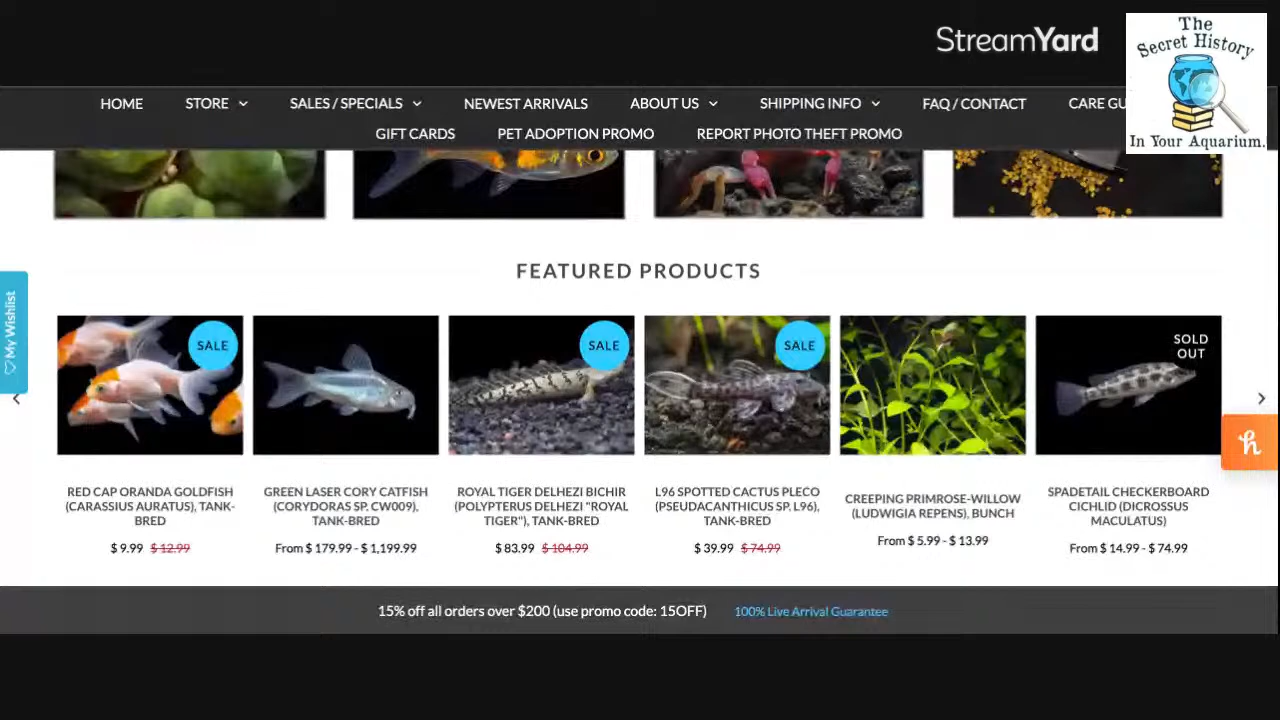 StreamYard
The
Secret History
In Your Aquarium.
HOME STORE SALES / SPECIALS NEWEST ARRIVALS ABOUT US SHIPPING INFO FAQ / CONTACT CARE GU
GIFT CARDS PET ADOPTION PROMO REPORT PHOTO THEFT PROMO
My Wishlist
FEATURED PRODUCTS
SALE
SALE
SALE
SOLD
OUT
h
RED CAP ORANDA GOLDFISH
(CARASSIUS AURATUS), TANK-
BRED
$ 9.99 $ 12.99
GREEN LASER CORY CATFISH
(CORYDORAS SP. CW009),
TANK-BRED
From $ 179.99 - $ 1,199.99
ROYAL TIGER DELHEZI BICHIR
(POLYPTERUS DELHEZI "ROYAL
TIGER"), TANK-BRED
$ 83.99 $ 104.99
L96 SPOTTED CACTUS PLECO
(PSEUDACANTHICUS SP. L96),
TANK-BRED
$ 39.99 $ 74.99
CREEPING PRIMROSE-WILLOW
(LUDWIGIA REPENS), BUNCH
From $ 5.99 - $ 13.99
SPADETAIL CHECKERBOARD
CICHLID (DICROSSUS
MACULATUS)
From $ 14.99 - $ 74.99
15% off all orders over $200 (use promo code: 15OFF) 100% Live Arrival Guarantee